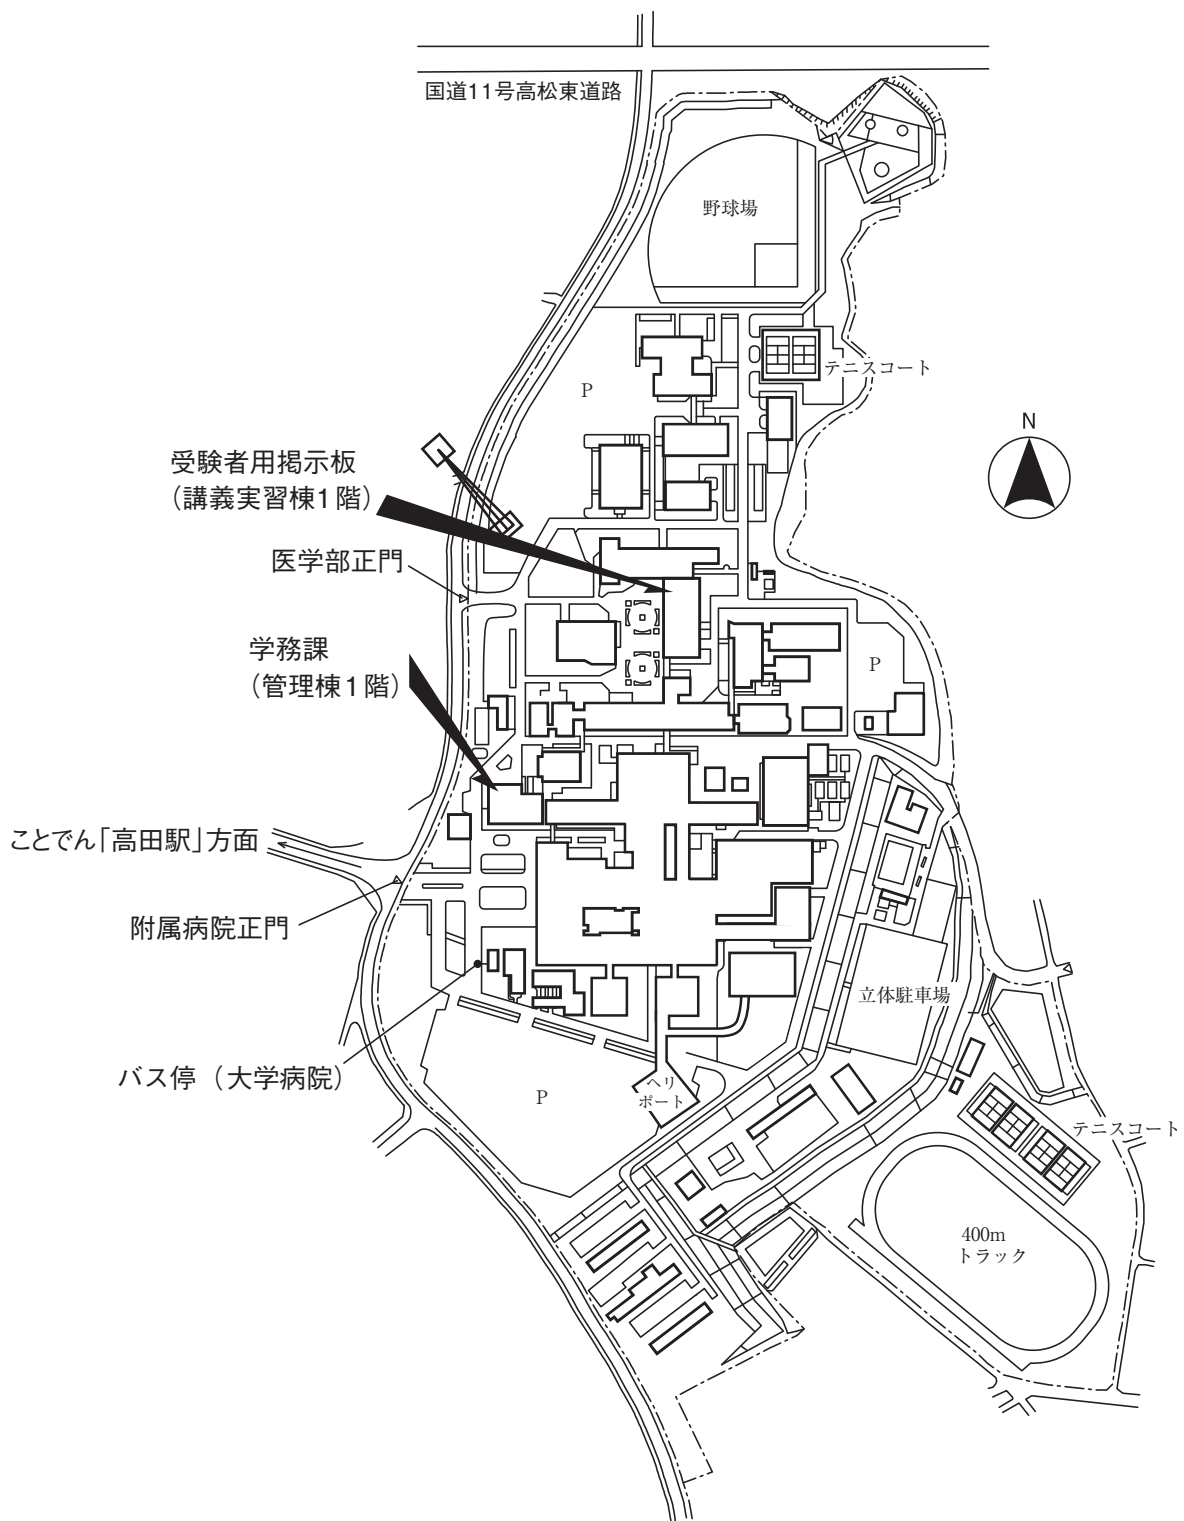 国道11号高松東道路
野球場
テニスコート
P
N
受験者用掲示板
（講義実習棟1階）
医学部正門
学務課
（管理棟1階）
P
ことでん「高田駅」方面
附属病院正門
立体駐車場
バス停（大学病院）
P
ヘリ
ポート
テニスコート
400m
トラック